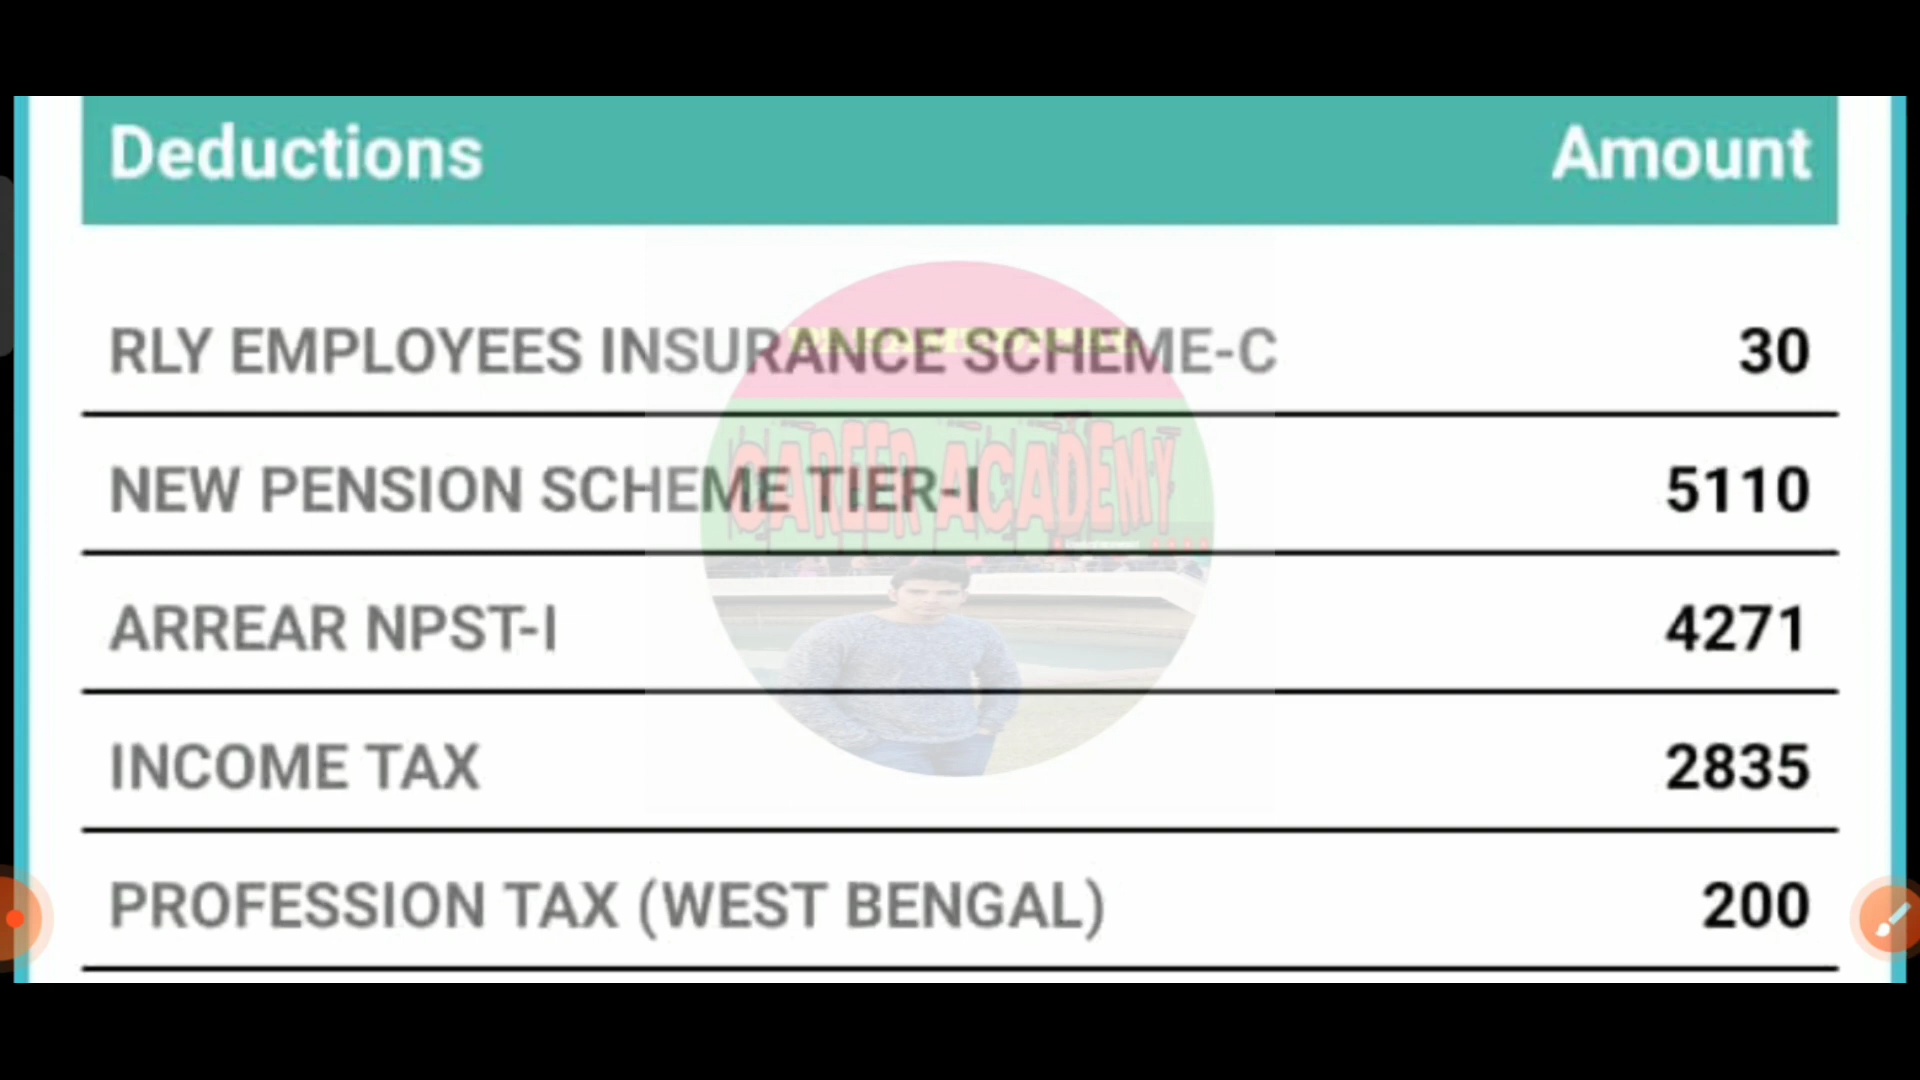 Deductions Amount
RLY EMPLOYEES INSURANCE SCHEME-C 30
NEW PENSION SCHEME TIER-I 5110
CAREER ACADEMY
ARREAR NPST-I 4271
INCOME TAX 2835
PROFESSION TAX (WEST BENGAL) 200